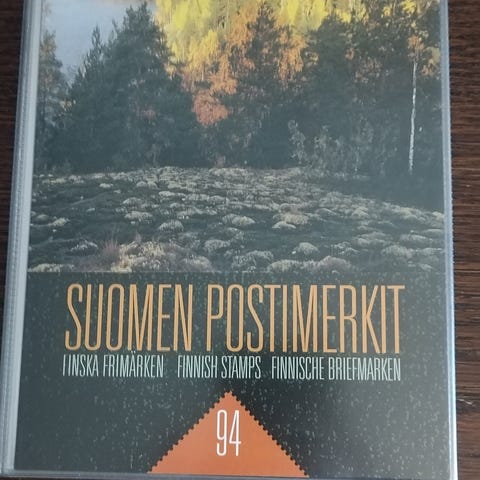 SUOMEN POSTIMERKIT
FINSKA FRIMÄRKEN FINNISH STAMPS FINNISCHE BRIEFMARKEN
94